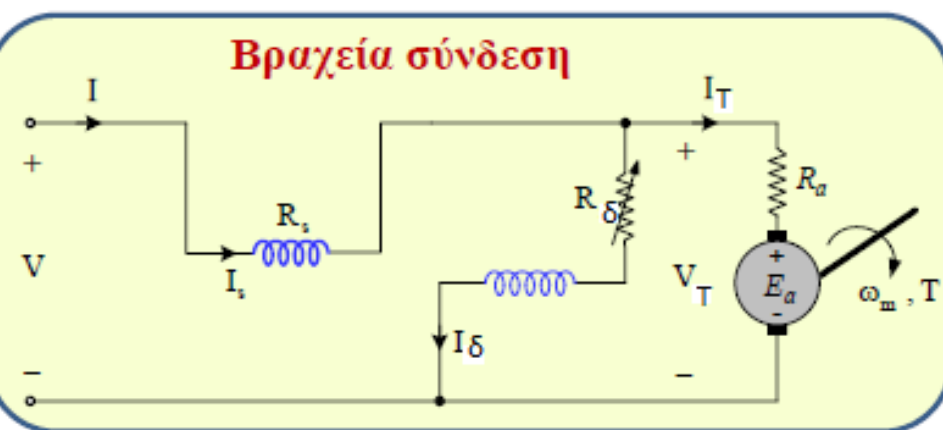 Βραχεία σύνδεση
I
I_T
+
+
R_a
R_s
R_δ
V
I_s
V_T
+
E_a
-
ω_m , T
I_δ
−
−